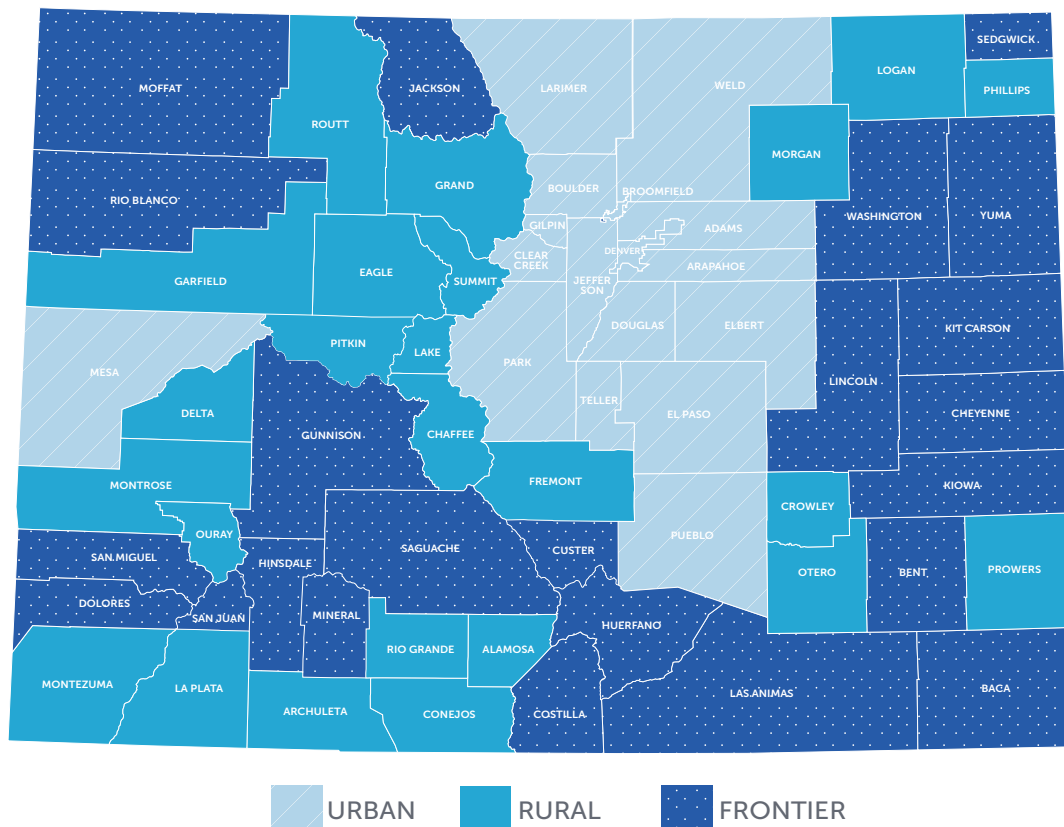 SEDGWICK
LOGAN
MOFFAT
JACKSON
LARIMER
WELD
PHILLIPS
ROUTT
MORGAN
GRAND
BOULDER
BROOMFIELD
RIO BLANCO
WASHINGTON
YUMA
GILPIN
ADAMS
DENVER
CLEAR
CREEK
ARAPAHOE
EAGLE
GARFIELD
SUMMIT
JEFFER
SON
DOUGLAS
ELBERT
KIT CARSON
PITKIN
LAKE
PARK
MESA
LINCOLN
TELLER
DELTA
EL PASO
CHEYENNE
GUNNISON
CHAFFEE
FREMONT
MONTROSE
KIOWA
CROWLEY
OURAY
PUEBLO
SAGUACHE
CUSTER
SAN MIGUEL
HINSDALE
OTERO
BENT
PROWERS
DOLORES
SAN JUAN
MINERAL
HUERFANO
RIO GRANDE
ALAMOSA
MONTEZUMA
LA PLATA
LAS ANIMAS
BACA
ARCHULETA
CONEJOS
COSTILLA
URBAN
RURAL
FRONTIER